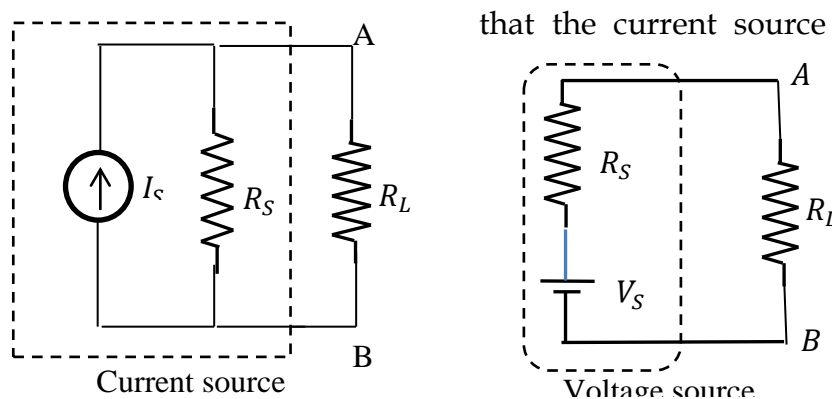 that the current source
A
I_S
R_S
R_L
B
Current source
A
R_S
R_L
V_S
B
Voltage source